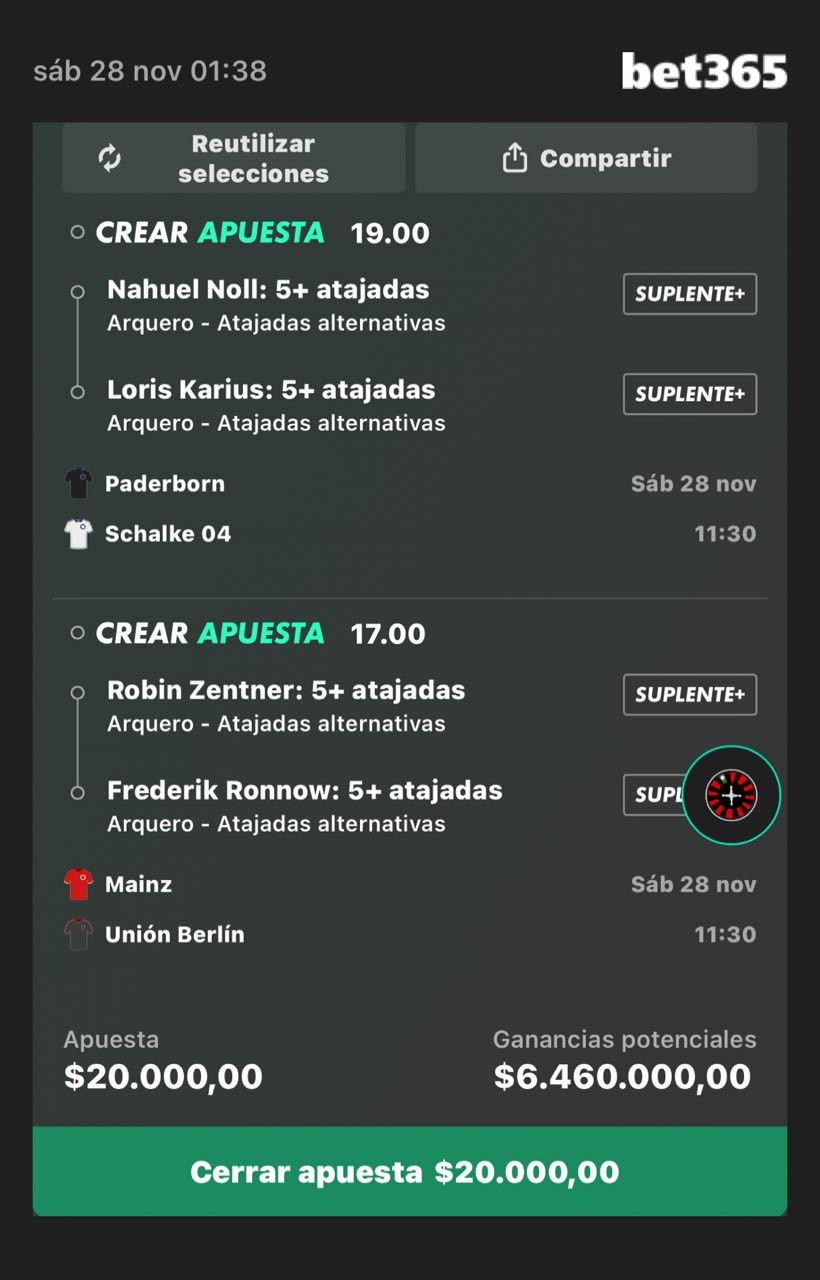 sáb 28 nov 01:38
bet365
Reutilizar
selecciones
Compartir
CREAR APUESTA 19.00
Nahuel Noll: 5+ atajadas
SUPLENTE+
Arquero - Atajadas alternativas
Loris Karius: 5+ atajadas
SUPLENTE+
Arquero - Atajadas alternativas
Paderborn
Sáb 28 nov
Schalke 04
11:30
CREAR APUESTA 17.00
Robin Zentner: 5+ atajadas
SUPLENTE+
Arquero - Atajadas alternativas
Frederik Ronnow: 5+ atajadas
SUPL
Arquero - Atajadas alternativas
Mainz
Sáb 28 nov
Unión Berlín
11:30
Apuesta
Ganancias potenciales
$20.000,00
$6.460.000,00
Cerrar apuesta $20.000,00